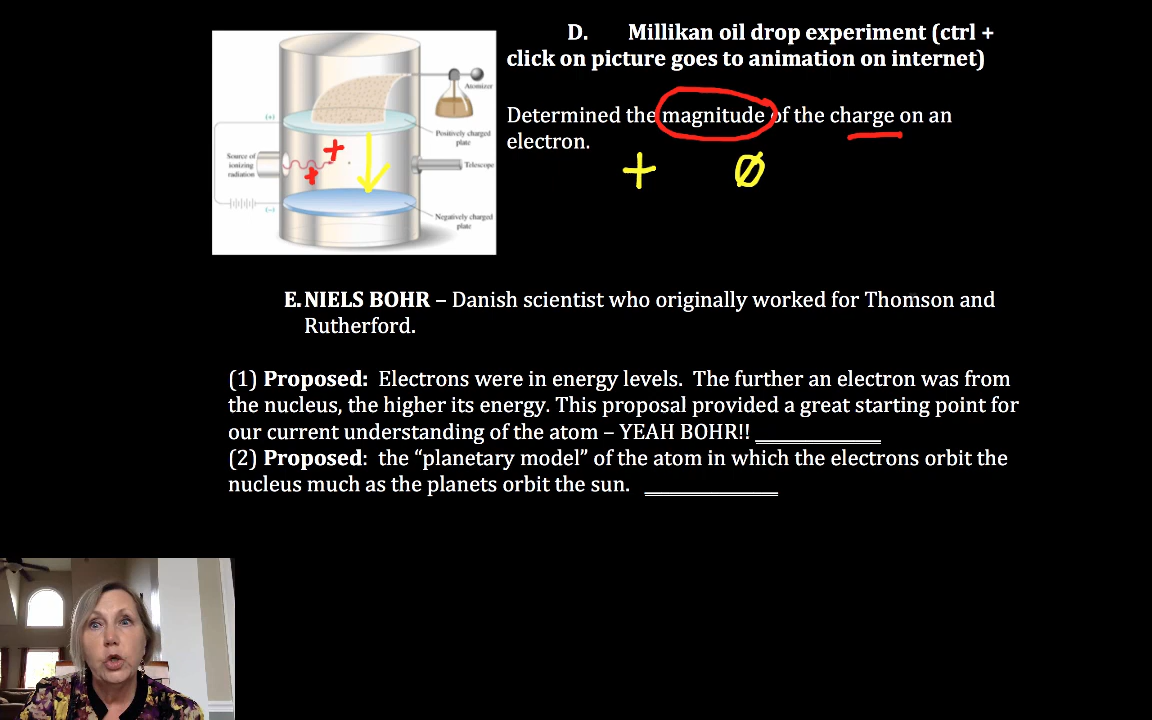 D. Millikan oil drop experiment (ctrl +
click on picture goes to animation on internet)
Atomizer
Determined the magnitude of the charge on an
electron.
(+)
Positively charged
plate
+
+
+ Ø
Source of
ionizing
radiation
Telescope
(−)
Negatively charged
plate
E. NIELS BOHR – Danish scientist who originally worked for Thomson and
Rutherford.
(1) Proposed: Electrons were in energy levels. The further an electron was from
the nucleus, the higher its energy. This proposal provided a great starting point for
our current understanding of the atom – YEAH BOHR!! ______________
(2) Proposed: the “planetary model” of the atom in which the electrons orbit the
nucleus much as the planets orbit the sun. ______________